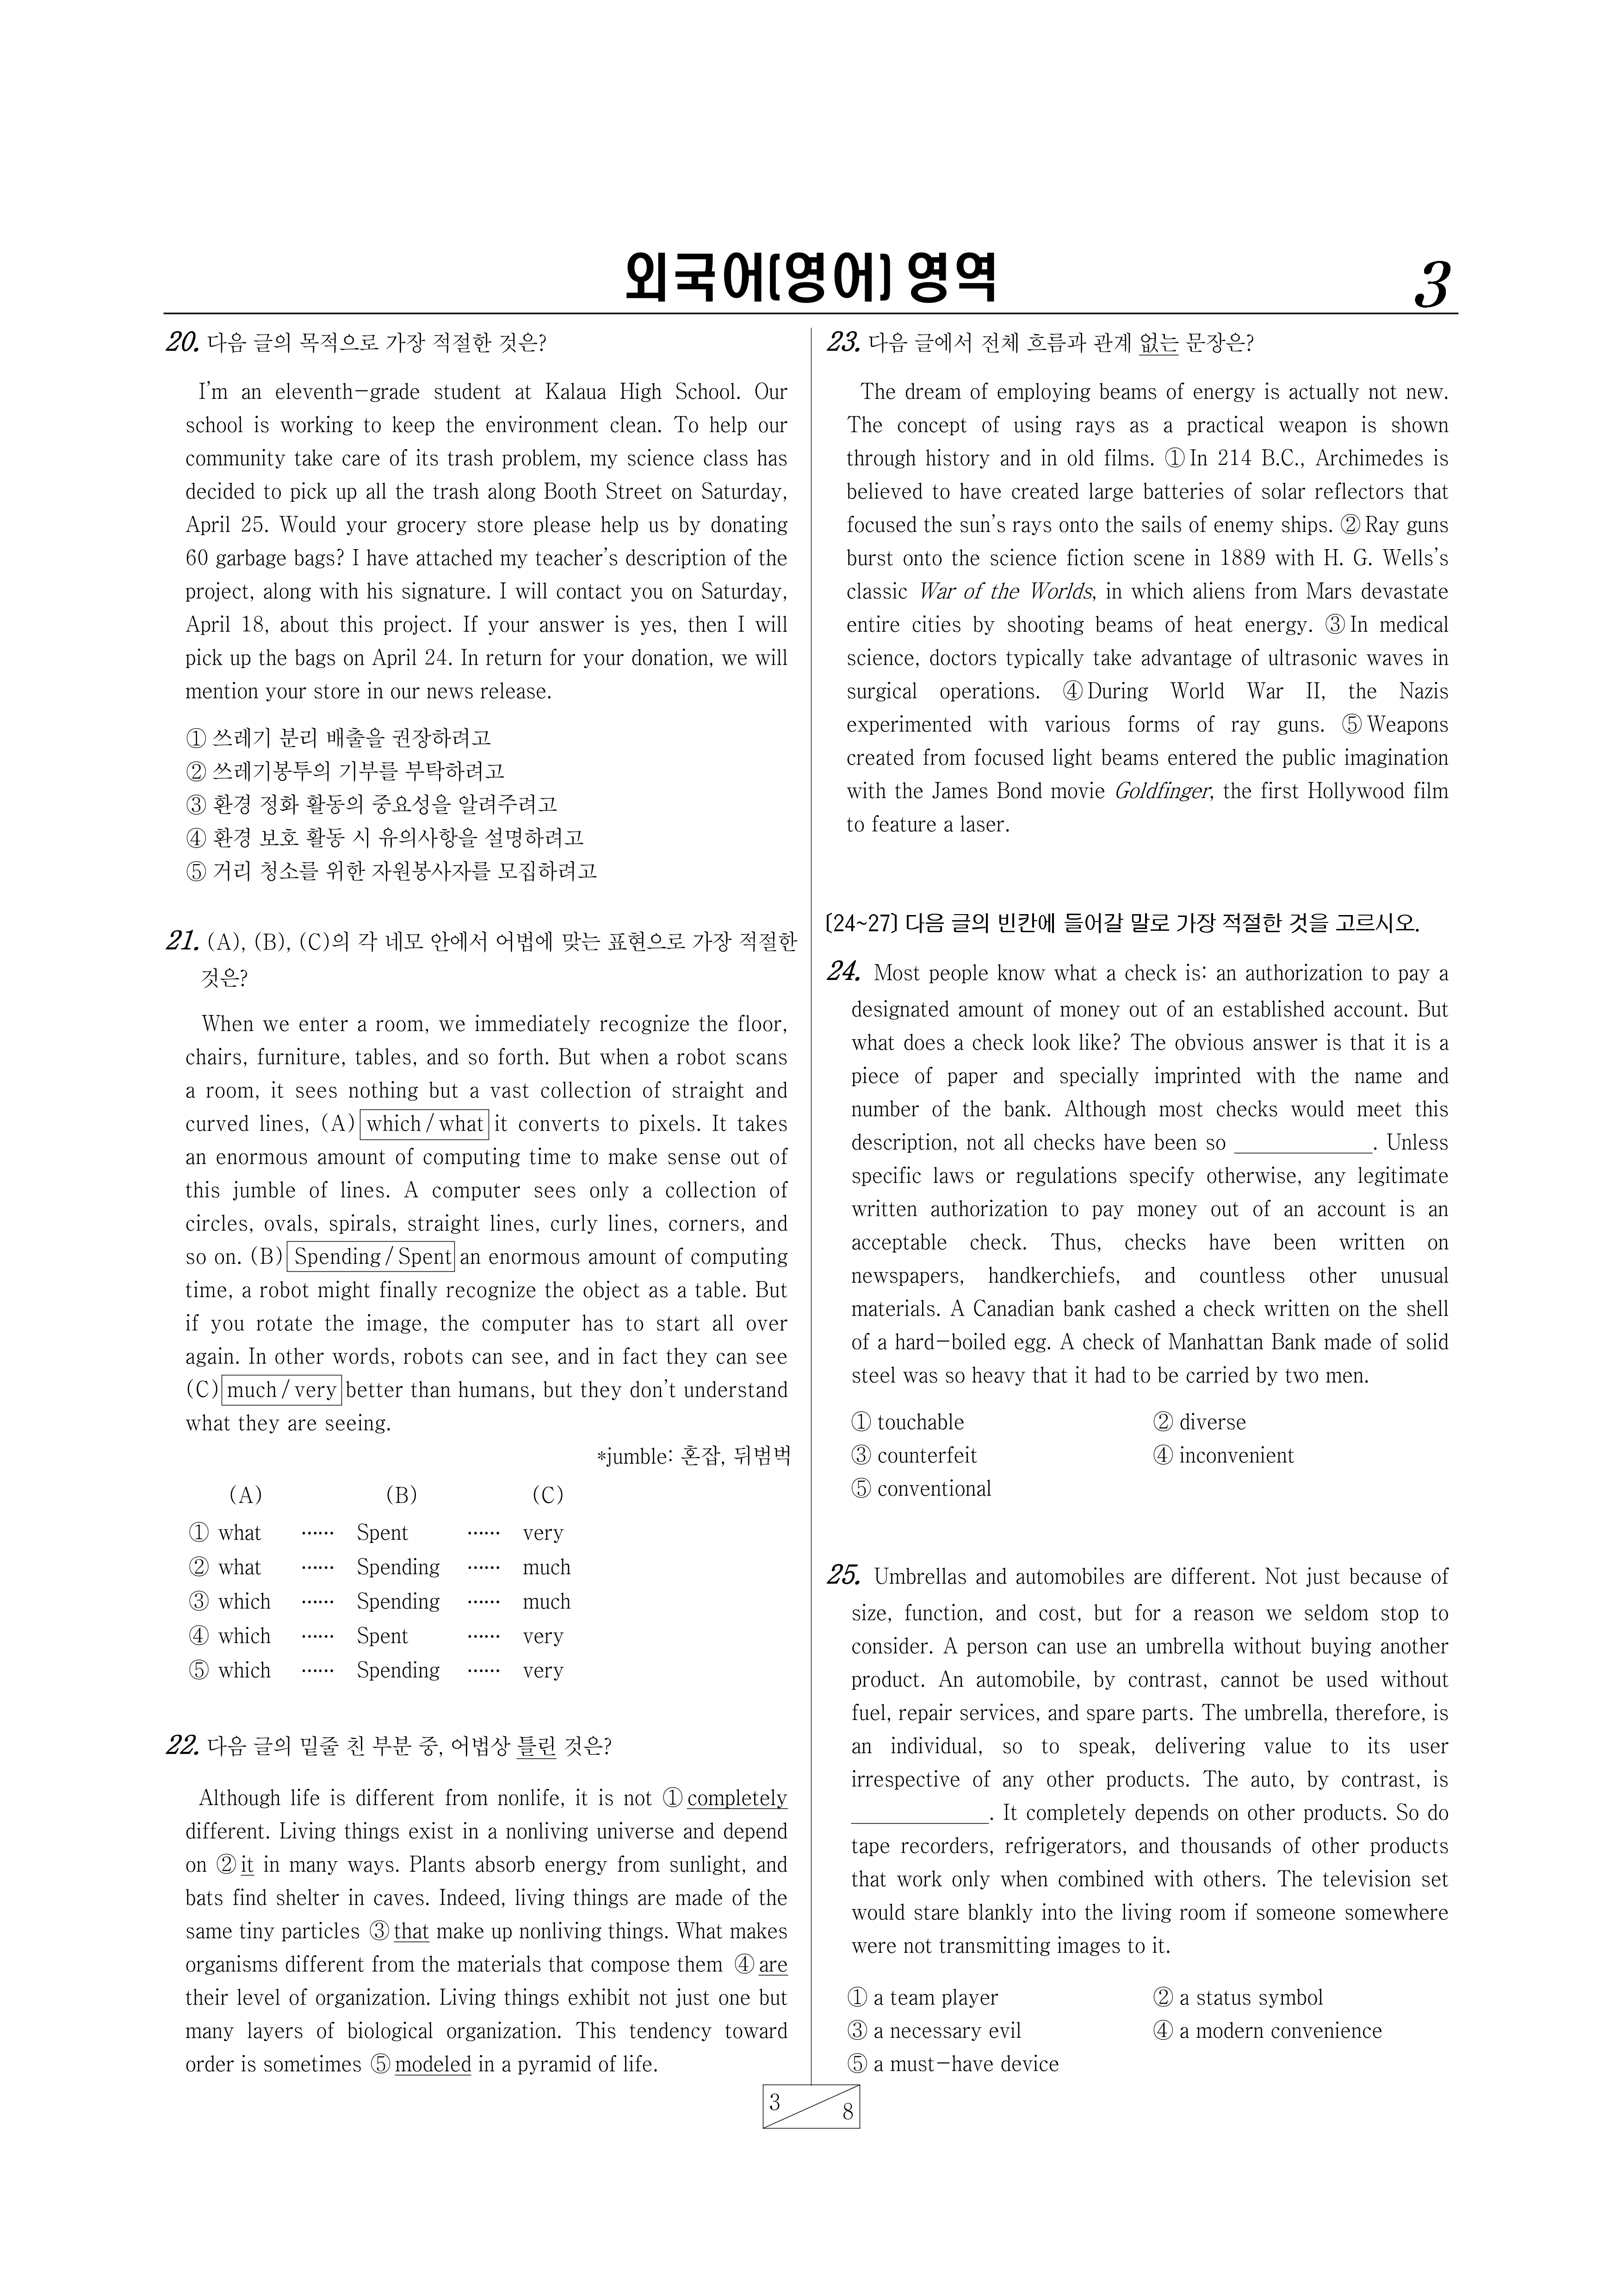 외국어(영어) 영역
3
20. 다음 글의 목적으로 가장 적절한 것은?
I'm an eleventh-grade student at Kalaua High School. Our
school is working to keep the environment clean. To help our
community take care of its trash problem, my science class has
decided to pick up all the trash along Booth Street on Saturday,
April 25. Would your grocery store please help us by donating
60 garbage bags? I have attached my teacher's description of the
project, along with his signature. I will contact you on Saturday,
April 18, about this project. If your answer is yes, then I will
pick up the bags on April 24. In return for your donation, we will
mention your store in our news release.
① 쓰레기 분리 배출을 권장하려고
② 쓰레기봉투의 기부를 부탁하려고
③ 환경 정화 활동의 중요성을 알려주려고
④ 환경 보호 활동 시 유의사항을 설명하려고
⑤ 거리 청소를 위한 자원봉사자를 모집하려고
21. (A), (B), (C)의 각 네모 안에서 어법에 맞는 표현으로 가장 적절한
것은?
When we enter a room, we immediately recognize the floor,
chairs, furniture, tables, and so forth. But when a robot scans
a room, it sees nothing but a vast collection of straight and
curved lines, (A) which / what it converts to pixels. It takes
an enormous amount of computing time to make sense out of
this jumble of lines. A computer sees only a collection of
circles, ovals, spirals, straight lines, curly lines, corners, and
so on. (B) Spending / Spent an enormous amount of computing
time, a robot might finally recognize the object as a table. But
if you rotate the image, the computer has to start all over
again. In other words, robots can see, and in fact they can see
(C) much / very better than humans, but they don't understand
what they are seeing.
*jumble: 혼잡, 뒤범벅
(A) (B) (C)
① what ······ Spent ······ very
② what ······ Spending ······ much
③ which ······ Spending ······ much
④ which ······ Spent ······ very
⑤ which ······ Spending ······ very
22. 다음 글의 밑줄 친 부분 중, 어법상 틀린 것은?
Although life is different from nonlife, it is not ① completely
different. Living things exist in a nonliving universe and depend
on ② it in many ways. Plants absorb energy from sunlight, and
bats find shelter in caves. Indeed, living things are made of the
same tiny particles ③ that make up nonliving things. What makes
organisms different from the materials that compose them ④ are
their level of organization. Living things exhibit not just one but
many layers of biological organization. This tendency toward
order is sometimes ⑤ modeled in a pyramid of life.
23. 다음 글에서 전체 흐름과 관계 없는 문장은?
The dream of employing beams of energy is actually not new.
The concept of using rays as a practical weapon is shown
through history and in old films. ① In 214 B.C., Archimedes is
believed to have created large batteries of solar reflectors that
focused the sun's rays onto the sails of enemy ships. ② Ray guns
burst onto the science fiction scene in 1889 with H. G. Wells's
classic War of the Worlds, in which aliens from Mars devastate
entire cities by shooting beams of heat energy. ③ In medical
science, doctors typically take advantage of ultrasonic waves in
surgical operations. ④ During World War II, the Nazis
experimented with various forms of ray guns. ⑤ Weapons
created from focused light beams entered the public imagination
with the James Bond movie Goldfinger, the first Hollywood film
to feature a laser.
[24~27] 다음 글의 빈칸에 들어갈 말로 가장 적절한 것을 고르시오.
24. Most people know what a check is: an authorization to pay a
designated amount of money out of an established account. But
what does a check look like? The obvious answer is that it is a
piece of paper and specially imprinted with the name and
number of the bank. Although most checks would meet this
description, not all checks have been so ____________. Unless
specific laws or regulations specify otherwise, any legitimate
written authorization to pay money out of an account is an
acceptable check. Thus, checks have been written on
newspapers, handkerchiefs, and countless other unusual
materials. A Canadian bank cashed a check written on the shell
of a hard-boiled egg. A check of Manhattan Bank made of solid
steel was so heavy that it had to be carried by two men.
① touchable ② diverse
③ counterfeit ④ inconvenient
⑤ conventional
25. Umbrellas and automobiles are different. Not just because of
size, function, and cost, but for a reason we seldom stop to
consider. A person can use an umbrella without buying another
product. An automobile, by contrast, cannot be used without
fuel, repair services, and spare parts. The umbrella, therefore, is
an individual, so to speak, delivering value to its user
irrespective of any other products. The auto, by contrast, is
____________. It completely depends on other products. So do
tape recorders, refrigerators, and thousands of other products
that work only when combined with others. The television set
would stare blankly into the living room if someone somewhere
were not transmitting images to it.
① a team player ② a status symbol
③ a necessary evil ④ a modern convenience
⑤ a must-have device
3
8